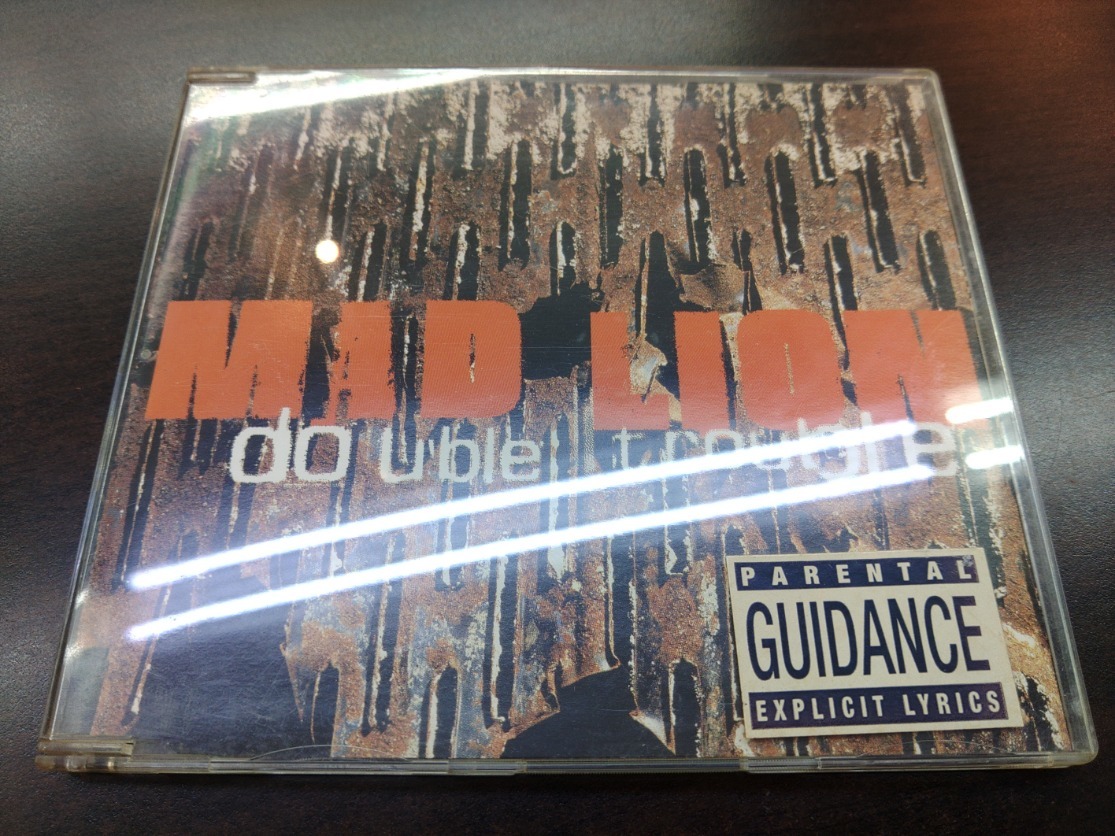 MAD LION
double trouble
PARENTAL
GUIDANCE
EXPLICIT LYRICS